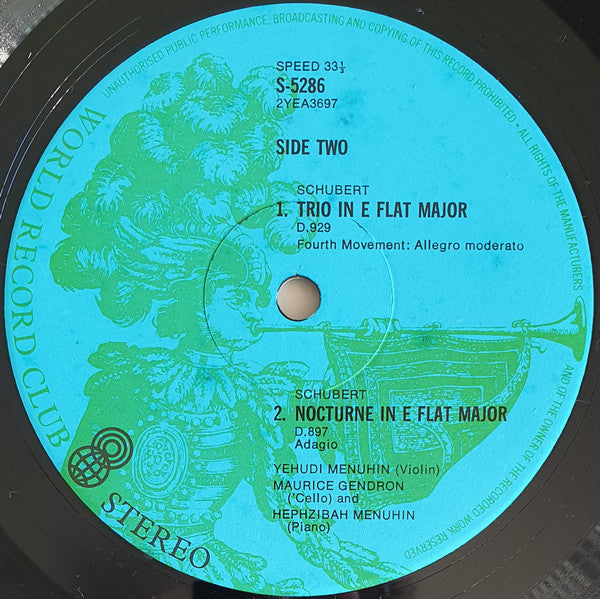 UNAUTHORISED PUBLIC PERFORMANCE, BROADCASTING AND COPYING OF THIS RECORD PROHIBITED • ALL RIGHTS OF THE MANUFACTURERS AND OF THE OWNER OF THE RECORDED WORK RESERVED
WORLD RECORD CLUB
SPEED 33⅓
S-5286
2YEA3697
SIDE TWO
SCHUBERT
1. TRIO IN E FLAT MAJOR
D.929
Fourth Movement: Allegro moderato
SCHUBERT
2. NOCTURNE IN E FLAT MAJOR
D.897
Adagio
YEHUDI MENUHIN (Violin)
MAURICE GENDRON
('Cello) and
HEPHZIBAH MENUHIN
(Piano)
STEREO